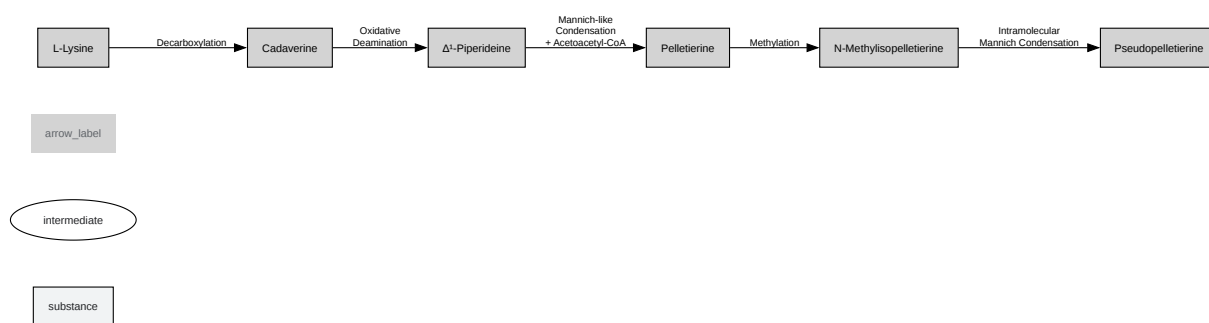 L-Lysine
Decarboxylation
Cadaverine
Oxidative
Deamination
Δ¹-Piperideine
Mannich-like
Condensation
+ Acetoacetyl-CoA
Pelletierine
Methylation
N-Methylisopelletierine
Intramolecular
Mannich Condensation
Pseudopelletierine
arrow_label
intermediate
substance